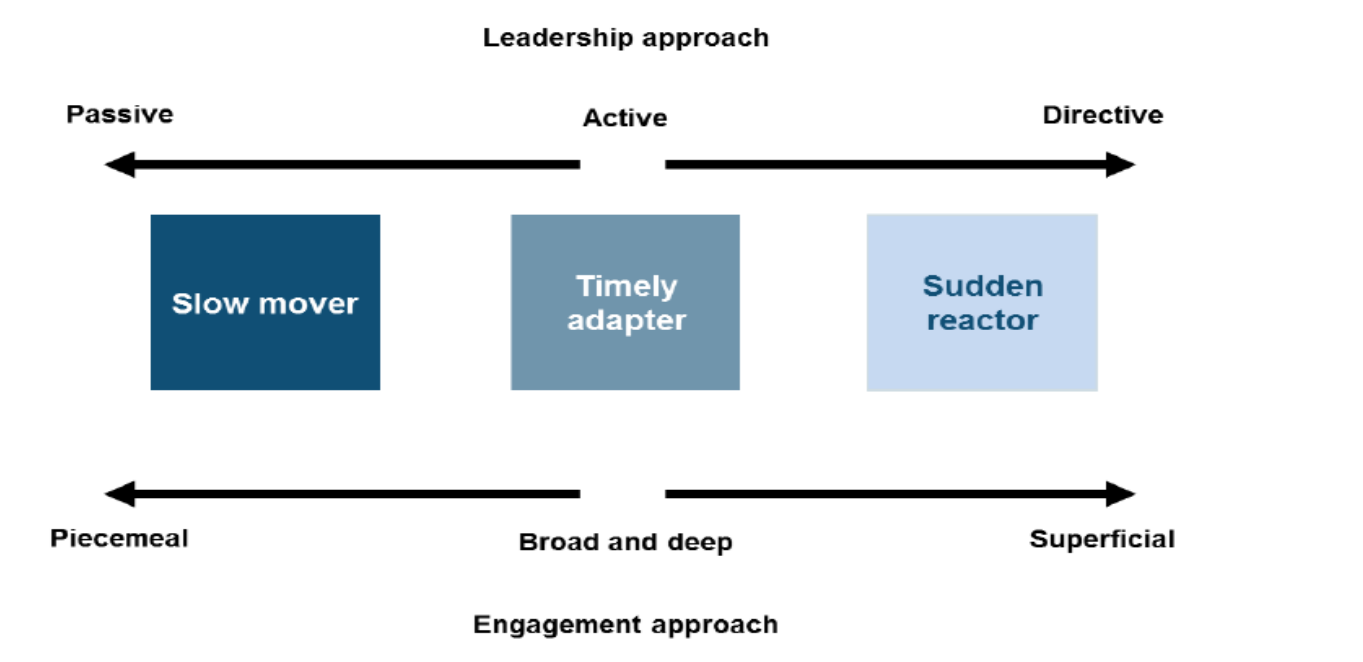 Leadership approach
Passive
Active
Directive
Slow mover
Timely
adapter
Sudden
reactor
Piecemeal
Broad and deep
Superficial
Engagement approach